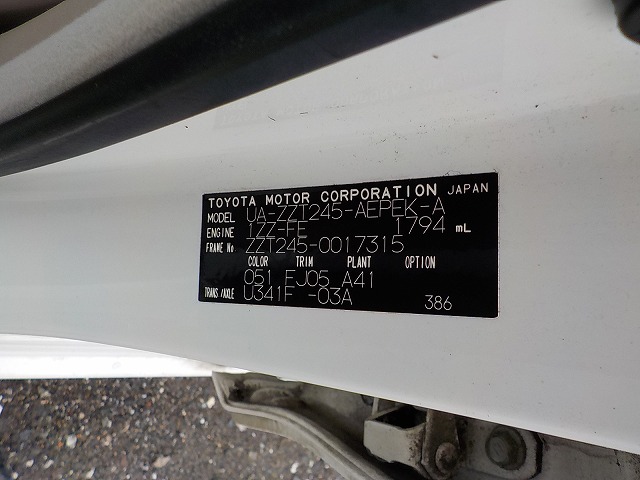 TOYOTA MOTOR CORPORATION JAPAN
MODEL UA-ZZT245-AEPEK-A
ENGINE 1ZZ-FE 1794 mL
FRAME No. ZZT245-0017315
COLOR TRIM PLANT OPTION
051 FJ05 A41
TRANS/AXLE U341F -03A
386